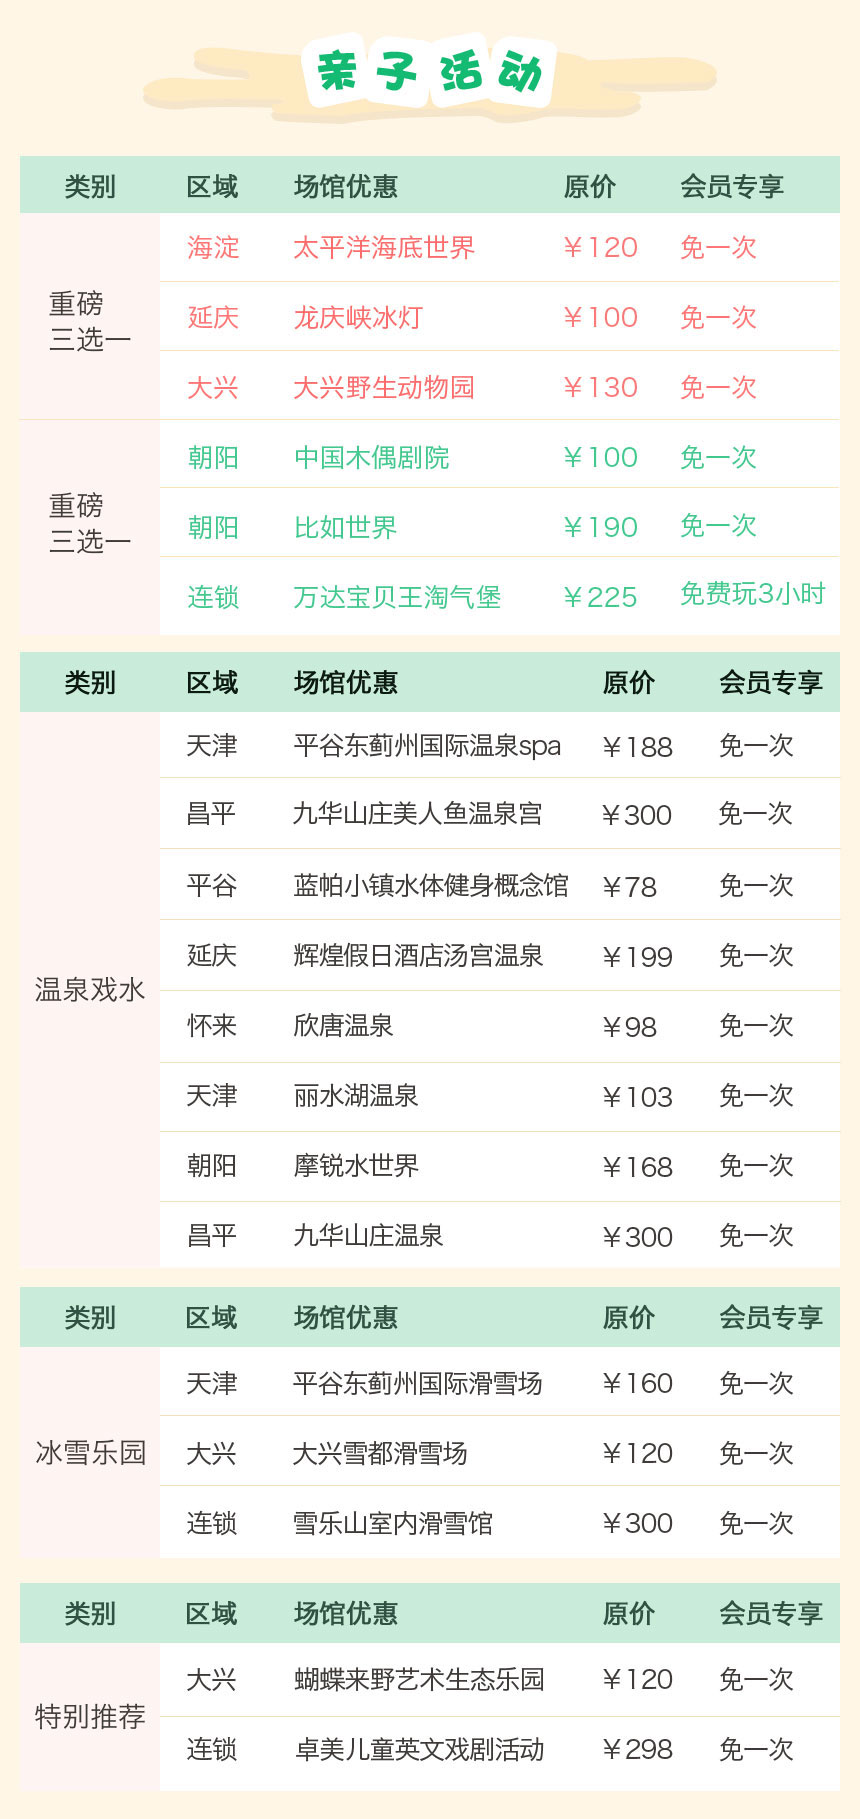 亲子活动
类别 区域 场馆优惠 原价 会员专享
重磅
三选一
海淀 太平洋海底世界 ¥120 免一次
延庆 龙庆峡冰灯 ¥100 免一次
大兴 大兴野生动物园 ¥130 免一次
重磅
三选一
朝阳 中国木偶剧院 ¥100 免一次
朝阳 比如世界 ¥190 免一次
连锁 万达宝贝王淘气堡 ¥225 免费玩3小时
类别 区域 场馆优惠 原价 会员专享
温泉戏水
天津 平谷东蓟州国际温泉spa ¥188 免一次
昌平 九华山庄美人鱼温泉宫 ¥300 免一次
平谷 蓝帕小镇水体健身概念馆 ¥78 免一次
延庆 辉煌假日酒店汤宫温泉 ¥199 免一次
怀来 欣唐温泉 ¥98 免一次
天津 丽水湖温泉 ¥103 免一次
朝阳 摩锐水世界 ¥168 免一次
昌平 九华山庄温泉 ¥300 免一次
类别 区域 场馆优惠 原价 会员专享
冰雪乐园
天津 平谷东蓟州国际滑雪场 ¥160 免一次
大兴 大兴雪都滑雪场 ¥120 免一次
连锁 雪乐山室内滑雪馆 ¥300 免一次
类别 区域 场馆优惠 原价 会员专享
特别推荐
大兴 蝴蝶来野艺术生态乐园 ¥120 免一次
连锁 卓美儿童英文戏剧活动 ¥298 免一次